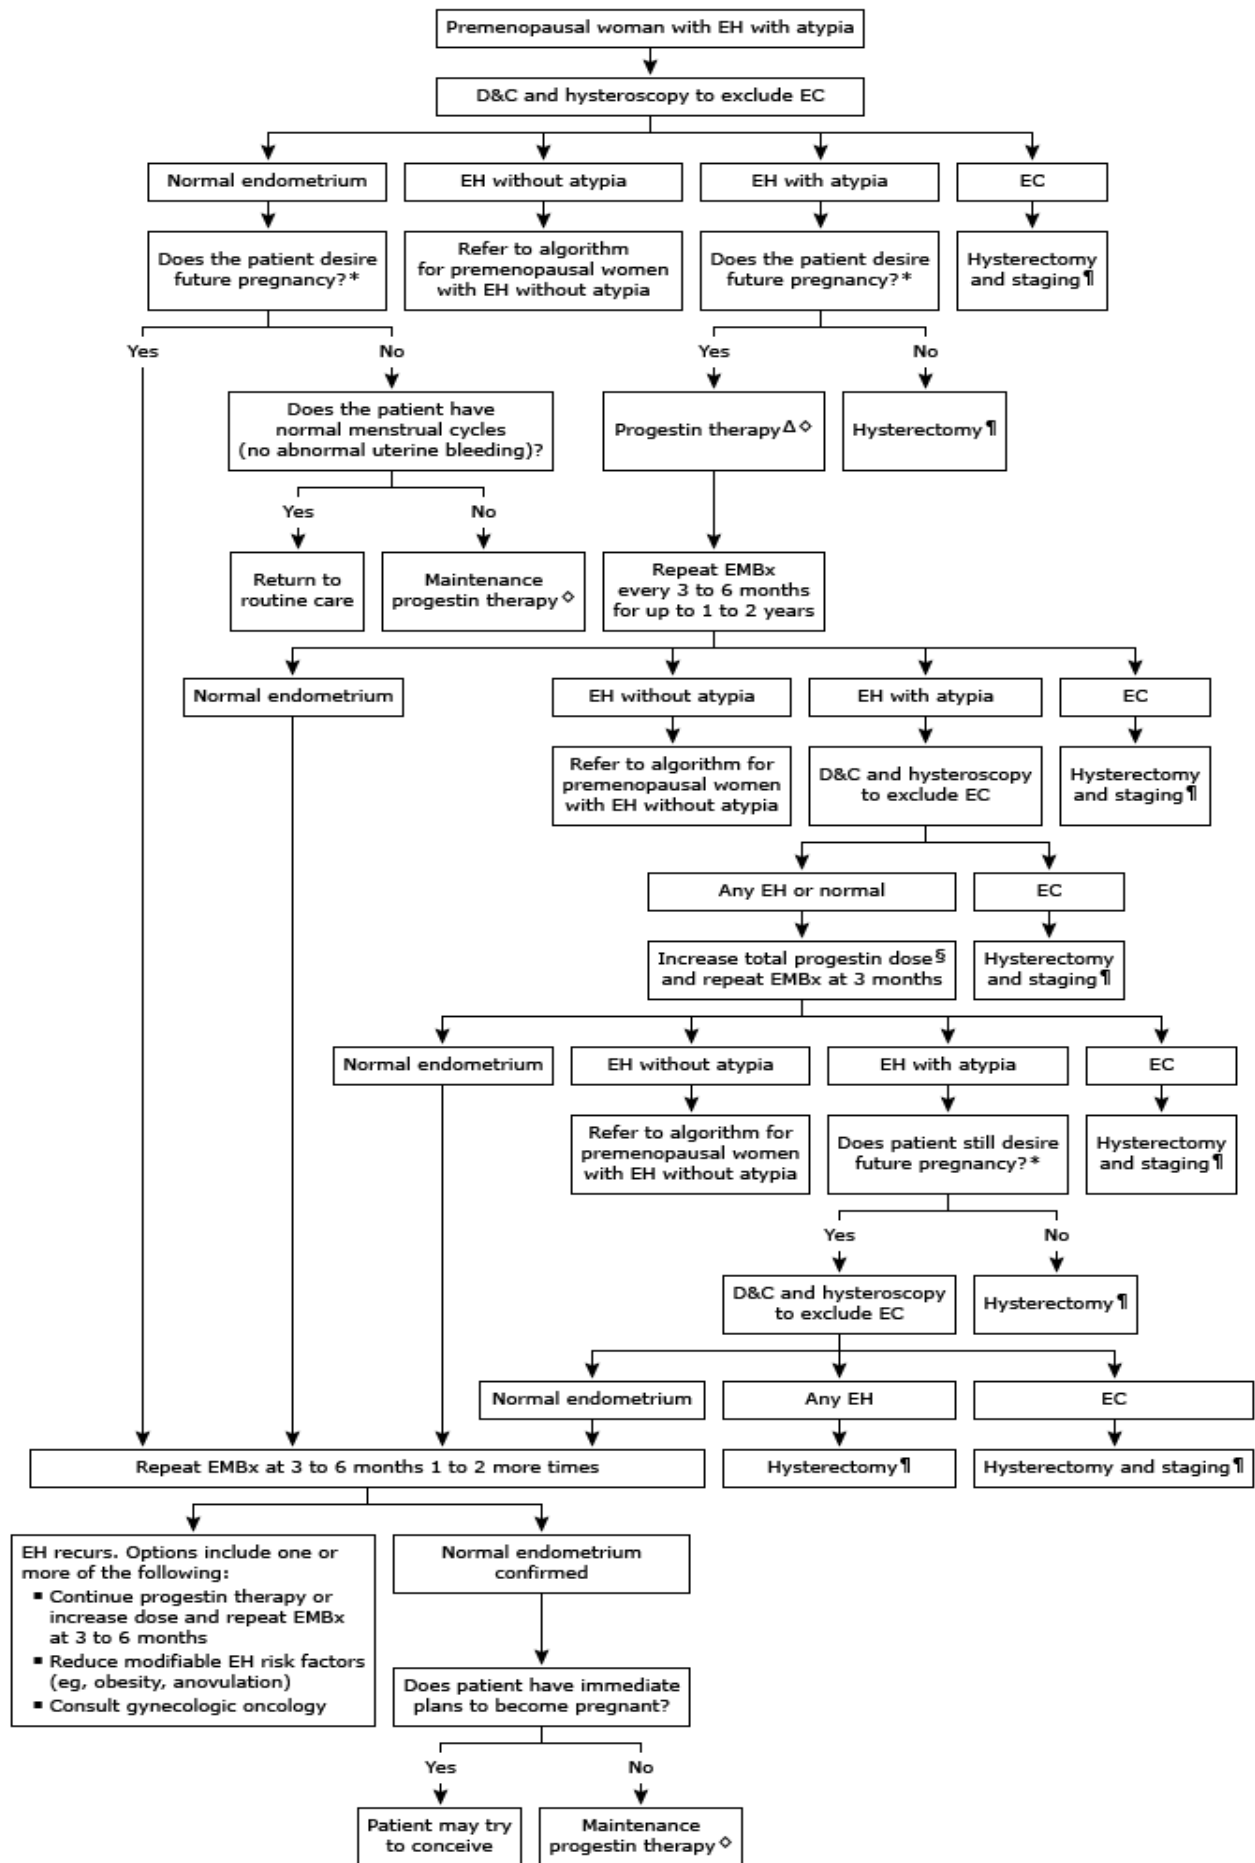 Premenopausal woman with EH with atypia
D&C and hysteroscopy to exclude EC
Normal endometrium
EH without atypia
EH with atypia
EC
Does the patient desire
future pregnancy?*
Refer to algorithm
for premenopausal women
with EH without atypia
Does the patient desire
future pregnancy?*
Hysterectomy
and staging¶
Yes
No
Yes
No
Does the patient have
normal menstrual cycles
(no abnormal uterine bleeding)?
Progestin therapyΔ◇
Hysterectomy¶
Yes
No
Return to
routine care
Maintenance
progestin therapy◇
Repeat EMBx
every 3 to 6 months
for up to 1 to 2 years
Normal endometrium
EH without atypia
EH with atypia
EC
Refer to algorithm for
premenopausal women
with EH without atypia
D&C and hysteroscopy
to exclude EC
Hysterectomy
and staging¶
Any EH or normal
EC
Increase total progestin dose§
and repeat EMBx at 3 months
Hysterectomy
and staging¶
Normal endometrium
EH without atypia
EH with atypia
EC
Refer to algorithm for
premenopausal women
with EH without atypia
Does patient still desire
future pregnancy?*
Hysterectomy
and staging¶
Yes
No
D&C and hysteroscopy
to exclude EC
Hysterectomy¶
Normal endometrium
Any EH
EC
Repeat EMBx at 3 to 6 months 1 to 2 more times
Hysterectomy¶
Hysterectomy and staging¶
EH recurs. Options include one or
more of the following:
▪ Continue progestin therapy or
increase dose and repeat EMBx
at 3 to 6 months
▪ Reduce modifiable EH risk factors
(eg, obesity, anovulation)
▪ Consult gynecologic oncology
Normal endometrium
confirmed
Does patient have immediate
plans to become pregnant?
Yes
No
Patient may try
to conceive
Maintenance
progestin therapy◇